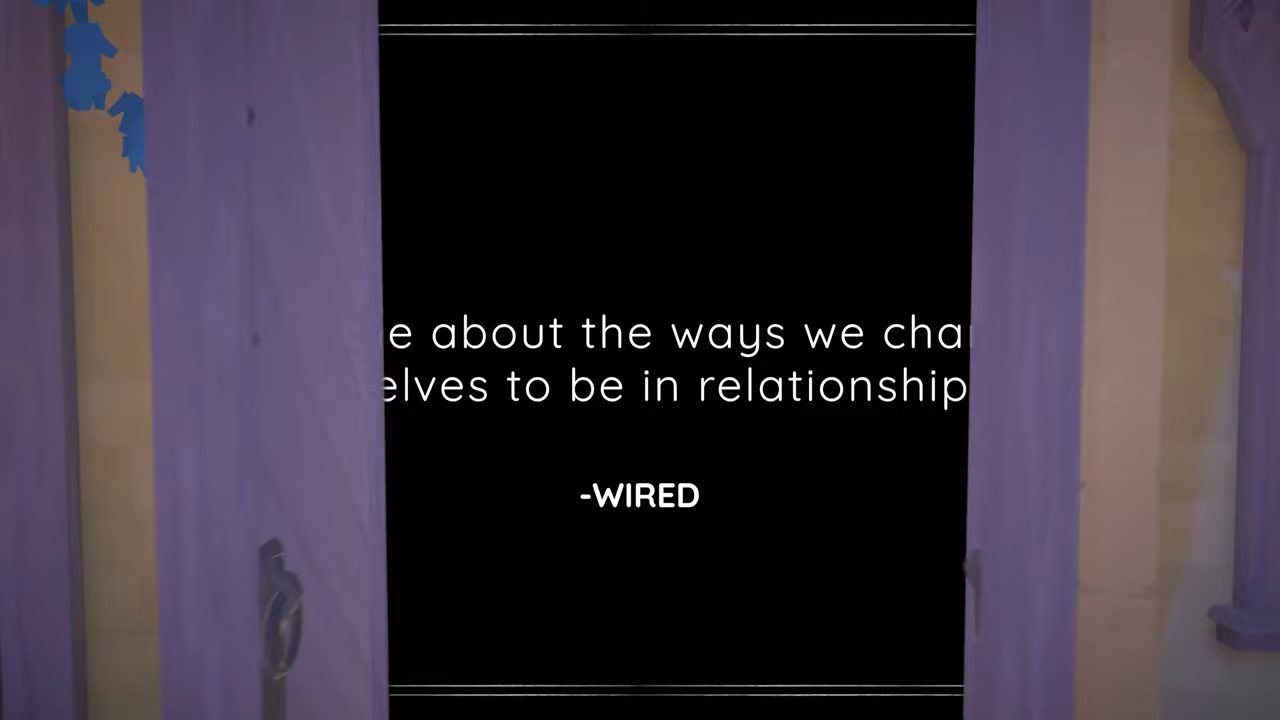 e about the ways we cha
elves to be in relationship
-WIRED